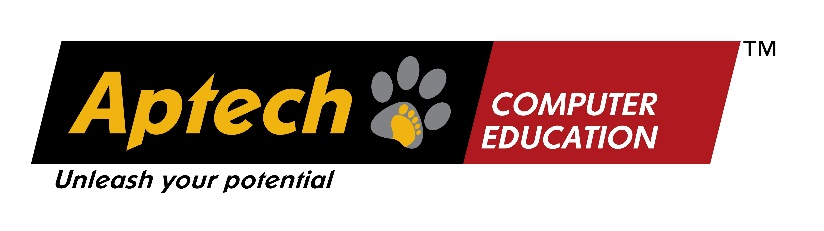 Aptech
COMPUTER
EDUCATION
TM
Unleash your potential